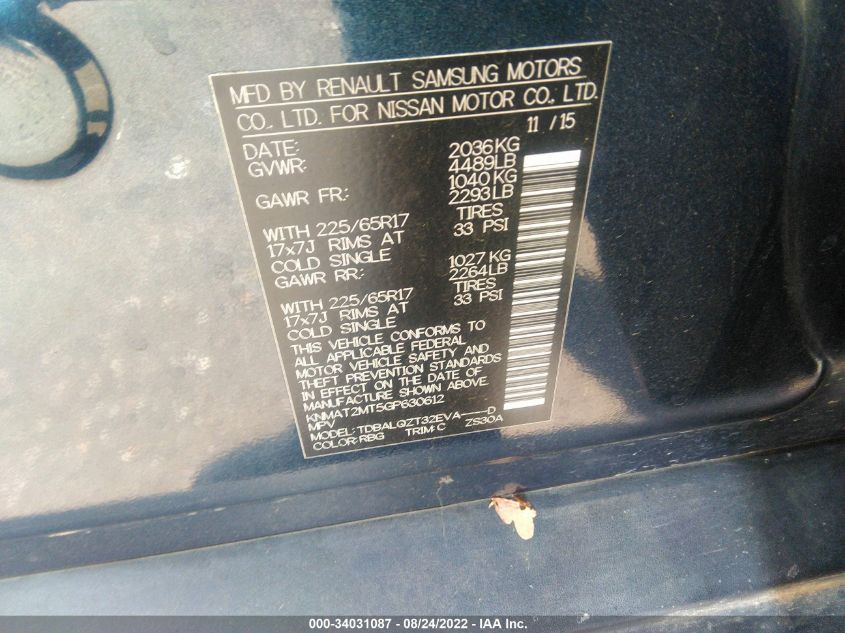 MFD BY RENAULT SAMSUNG MOTORS
CO., LTD. FOR NISSAN MOTOR CO., LTD.
DATE: 11 / 15
GVWR: 2036KG
4489LB
GAWR FR.: 1040KG
2293LB
WITH 225/65R17 TIRES
17x7J RIMS AT 33 PSI
COLD SINGLE
GAWR RR.: 1027KG
2264LB
WITH 225/65R17 TIRES
17x7J RIMS AT 33 PSI
COLD SINGLE
THIS VEHICLE CONFORMS TO
ALL APPLICABLE FEDERAL
MOTOR VEHICLE SAFETY AND
THEFT PREVENTION STANDARDS
IN EFFECT ON THE DATE OF
MANUFACTURE SHOWN ABOVE.
KNMAT2MT5GP630612
MPV
MODEL: TDBALQZT32EVA----D
COLOR:RBG TRIM:C ZS30A
000-34031087 - 08/24/2022 - IAA Inc.